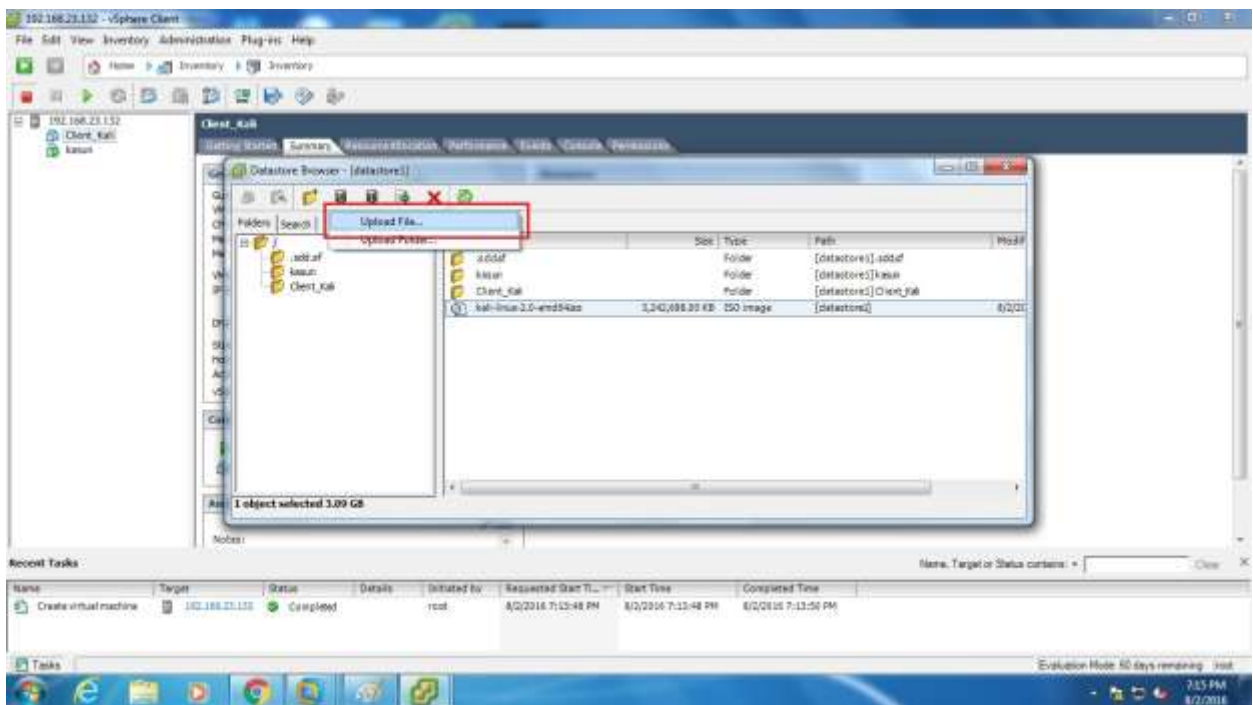 192.168.23.132 - vSphere Client
File Edit View Inventory Administration Plug-ins Help
Home Inventory Inventory
192.168.23.132
Client_Kali
kasun
Client_Kali
Getting Started Summary Resource Allocation Performance Events Console Permissions
Datastore Browser - [datastore1]
Folders Search
Upload File...
Upload Folder...
/
.sdd.sf
kasun
Client_Kali
Size Type Path Modif
.sdd.sf Folder [datastore1] .sdd.sf
kasun Folder [datastore1] kasun
Client_Kali Folder [datastore1] Client_Kali
kali-linux-2.0-amd64.iso ISO image [datastore1] 8/2/20
1 object selected 3.09 GB
Notes:
Recent Tasks
Name, Target or Status contains: Clear
Name Target Status Details Initiated by Requested Start Ti... Start Time Completed Time
Create virtual machine 192.168.23.132 Completed root 8/2/2016 7:13:48 PM 8/2/2016 7:13:48 PM 8/2/2016 7:13:50 PM
Tasks
Evaluation Mode: 60 days remaining root
7:15 PM
8/2/2016